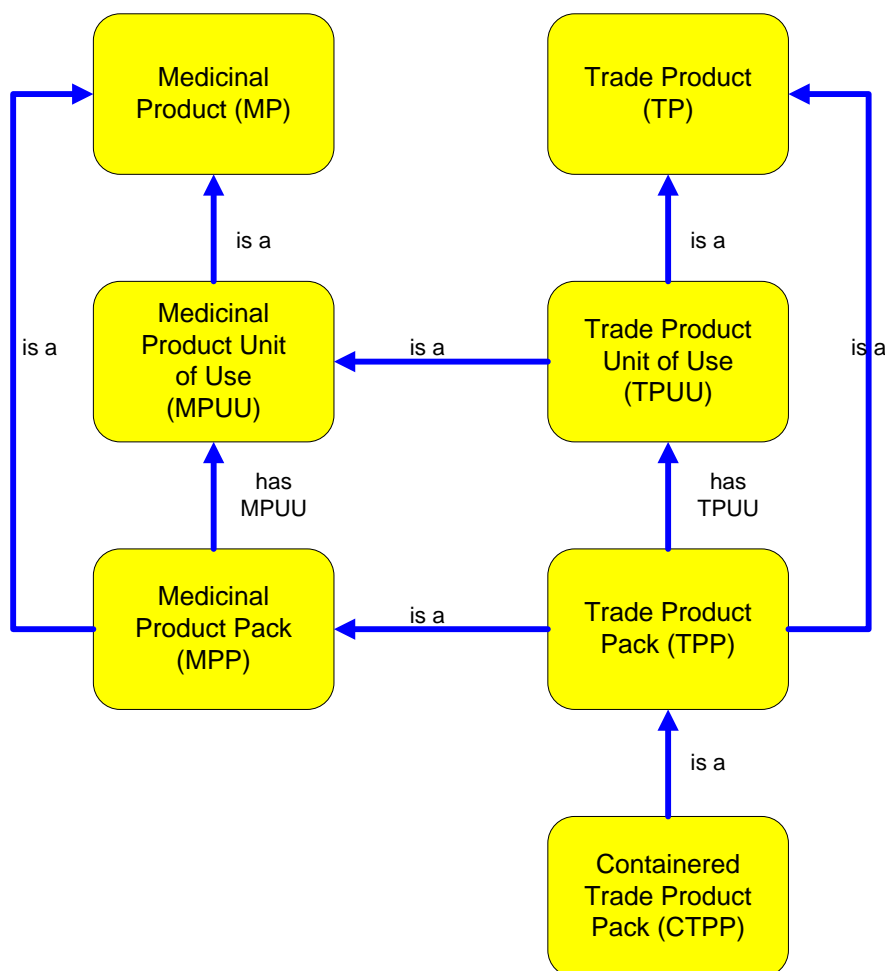 Medicinal
Product (MP)
Trade Product
(TP)
is a
is a
Medicinal
Product Unit
of Use
(MPUU)
Trade Product
Unit of Use
(TPUU)
is a
is a
is a
has
MPUU
has
TPUU
Medicinal
Product Pack
(MPP)
Trade Product
Pack (TPP)
is a
is a
Containered
Trade Product
Pack (CTPP)